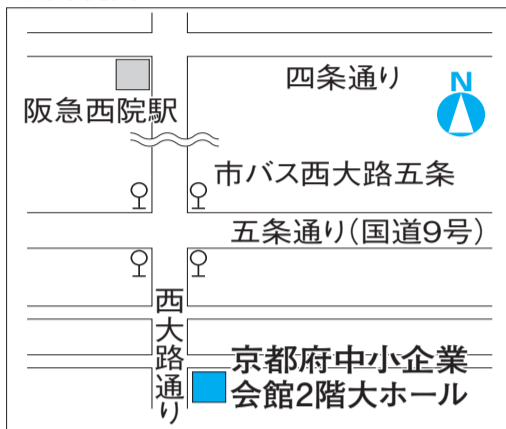 四条通り
N
阪急西院駅
市バス西大路五条
五条通り(国道9号)
西大路通り
京都府中小企業
会館2階大ホール